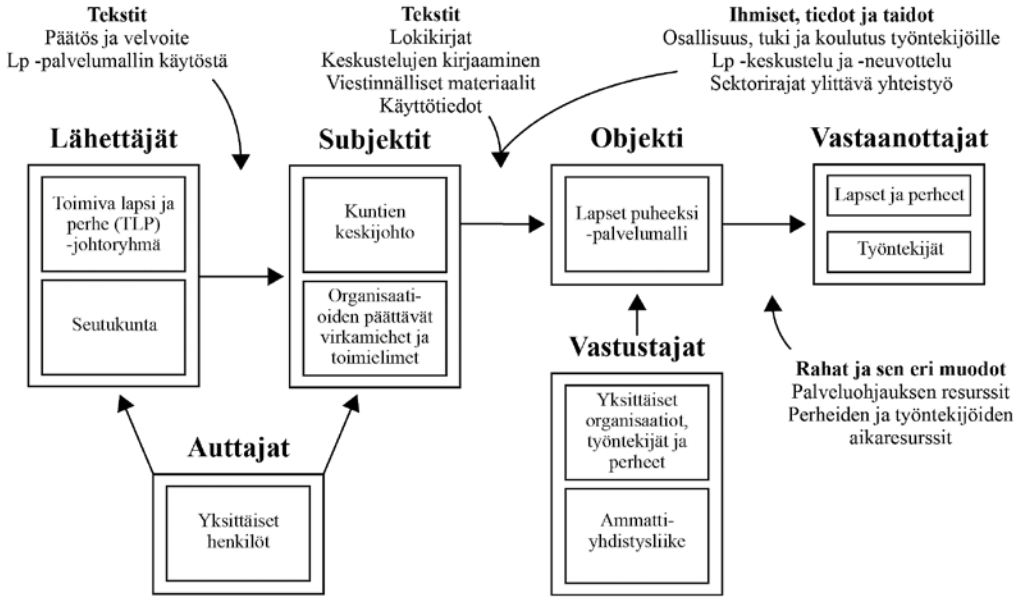 Tekstit
Päätös ja velvoite
Lp -palvelumallin käytöstä
Tekstit
Lokikirjat
Keskustelujen kirjaaminen
Viestinnälliset materiaalit
Käyttötiedot
Ihmiset, tiedot ja taidot
Osallisuus, tuki ja koulutus työntekijöille
Lp -keskustelu ja -neuvottelu
Sektorirajat ylittävä yhteistyö
Lähettäjät
Toimiva lapsi ja
perhe (TLP)
-johtoryhmä
Seutukunta
Subjektit
Kuntien
keskijohto
Organisaati-
oiden päättävät
virkamiehet ja
toimielimet
Objekti
Lapset puheeksi
-palvelumalli
Vastaanottajat
Lapset ja perheet
Työntekijät
Auttajat
Yksittäiset
henkilöt
Vastustajat
Yksittäiset
organisaatiot,
työntekijät ja
perheet
Ammatti-
yhdistysliike
Rahat ja sen eri muodot
Palveluohjauksen resurssit
Perheiden ja työntekijöiden
aikaresurssit